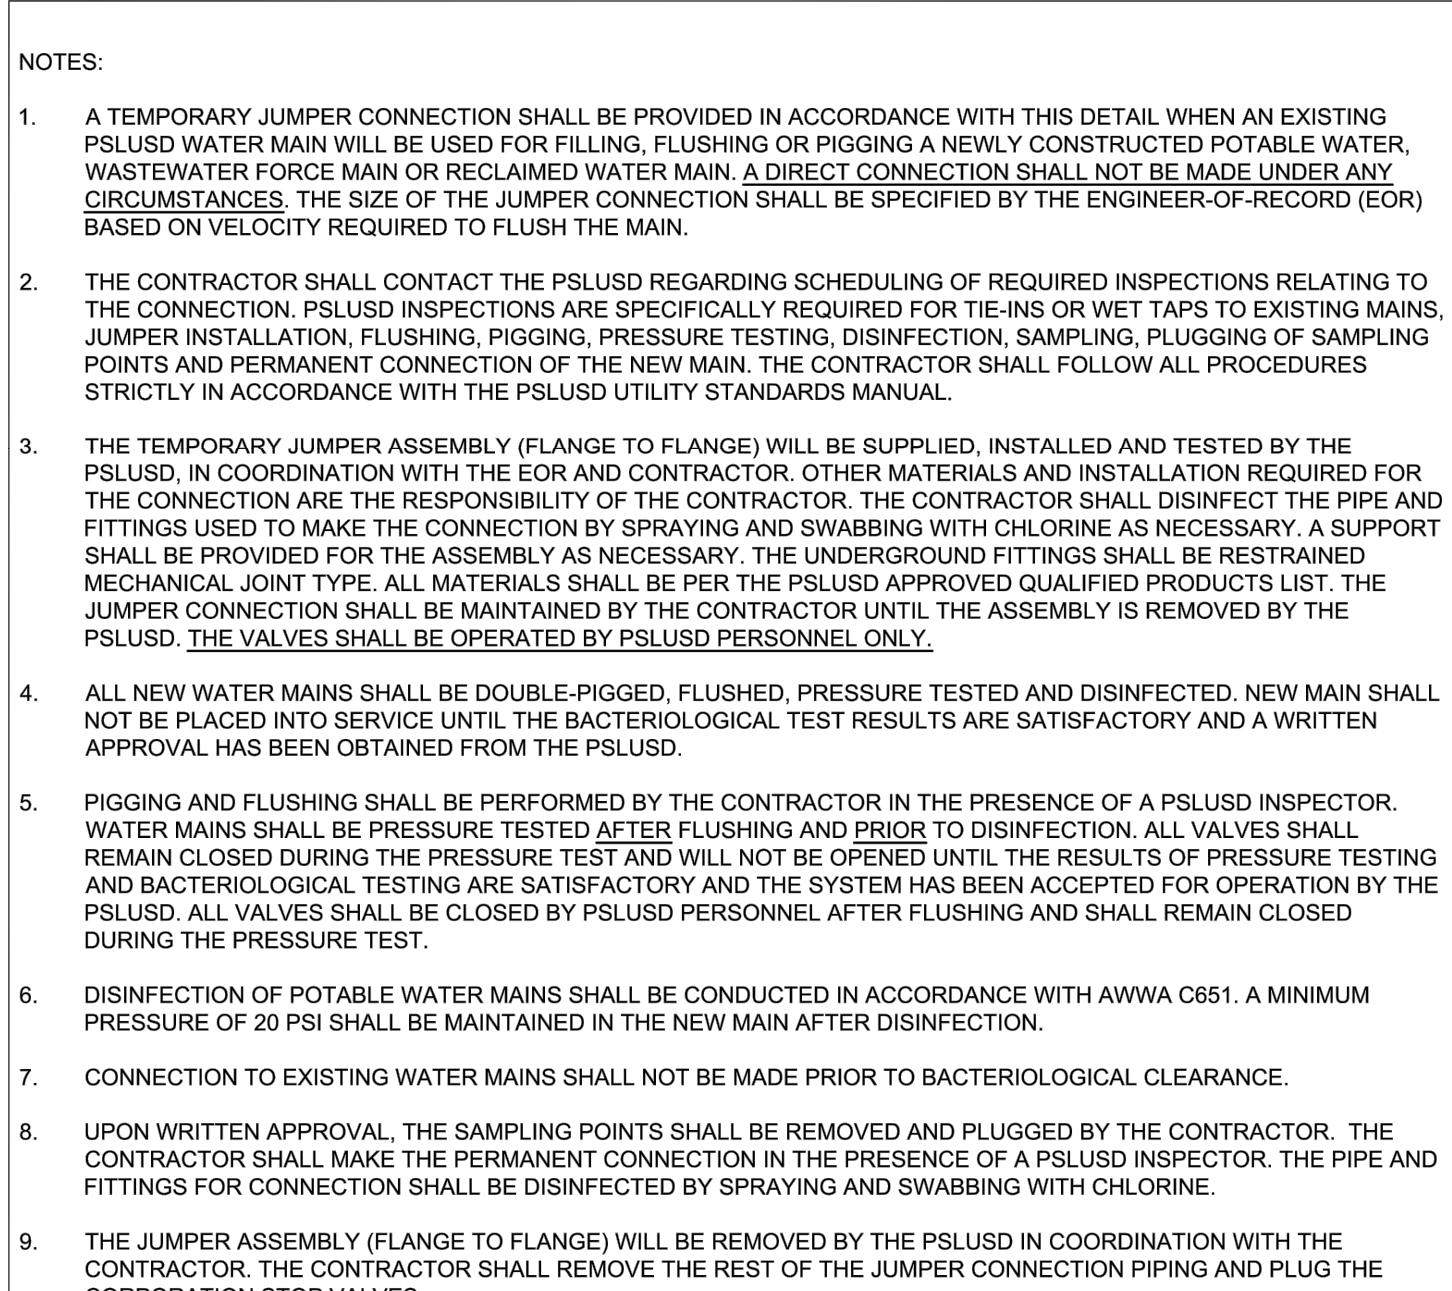 NOTES:
1. A TEMPORARY JUMPER CONNECTION SHALL BE PROVIDED IN ACCORDANCE WITH THIS DETAIL WHEN AN EXISTING
PSLUSD WATER MAIN WILL BE USED FOR FILLING, FLUSHING OR PIGGING A NEWLY CONSTRUCTED POTABLE WATER,
WASTEWATER FORCE MAIN OR RECLAIMED WATER MAIN. A DIRECT CONNECTION SHALL NOT BE MADE UNDER ANY
CIRCUMSTANCES. THE SIZE OF THE JUMPER CONNECTION SHALL BE SPECIFIED BY THE ENGINEER-OF-RECORD (EOR)
BASED ON VELOCITY REQUIRED TO FLUSH THE MAIN.
2. THE CONTRACTOR SHALL CONTACT THE PSLUSD REGARDING SCHEDULING OF REQUIRED INSPECTIONS RELATING TO
THE CONNECTION. PSLUSD INSPECTIONS ARE SPECIFICALLY REQUIRED FOR TIE-INS OR WET TAPS TO EXISTING MAINS,
JUMPER INSTALLATION, FLUSHING, PIGGING, PRESSURE TESTING, DISINFECTION, SAMPLING, PLUGGING OF SAMPLING
POINTS AND PERMANENT CONNECTION OF THE NEW MAIN. THE CONTRACTOR SHALL FOLLOW ALL PROCEDURES
STRICTLY IN ACCORDANCE WITH THE PSLUSD UTILITY STANDARDS MANUAL.
3. THE TEMPORARY JUMPER ASSEMBLY (FLANGE TO FLANGE) WILL BE SUPPLIED, INSTALLED AND TESTED BY THE
PSLUSD, IN COORDINATION WITH THE EOR AND CONTRACTOR. OTHER MATERIALS AND INSTALLATION REQUIRED FOR
THE CONNECTION ARE THE RESPONSIBILITY OF THE CONTRACTOR. THE CONTRACTOR SHALL DISINFECT THE PIPE AND
FITTINGS USED TO MAKE THE CONNECTION BY SPRAYING AND SWABBING WITH CHLORINE AS NECESSARY. A SUPPORT
SHALL BE PROVIDED FOR THE ASSEMBLY AS NECESSARY. THE UNDERGROUND FITTINGS SHALL BE RESTRAINED
MECHANICAL JOINT TYPE. ALL MATERIALS SHALL BE PER THE PSLUSD APPROVED QUALIFIED PRODUCTS LIST. THE
JUMPER CONNECTION SHALL BE MAINTAINED BY THE CONTRACTOR UNTIL THE ASSEMBLY IS REMOVED BY THE
PSLUSD. THE VALVES SHALL BE OPERATED BY PSLUSD PERSONNEL ONLY.
4. ALL NEW WATER MAINS SHALL BE DOUBLE-PIGGED, FLUSHED, PRESSURE TESTED AND DISINFECTED. NEW MAIN SHALL
NOT BE PLACED INTO SERVICE UNTIL THE BACTERIOLOGICAL TEST RESULTS ARE SATISFACTORY AND A WRITTEN
APPROVAL HAS BEEN OBTAINED FROM THE PSLUSD.
5. PIGGING AND FLUSHING SHALL BE PERFORMED BY THE CONTRACTOR IN THE PRESENCE OF A PSLUSD INSPECTOR.
WATER MAINS SHALL BE PRESSURE TESTED AFTER FLUSHING AND PRIOR TO DISINFECTION. ALL VALVES SHALL
REMAIN CLOSED DURING THE PRESSURE TEST AND WILL NOT BE OPENED UNTIL THE RESULTS OF PRESSURE TESTING
AND BACTERIOLOGICAL TESTING ARE SATISFACTORY AND THE SYSTEM HAS BEEN ACCEPTED FOR OPERATION BY THE
PSLUSD. ALL VALVES SHALL BE CLOSED BY PSLUSD PERSONNEL AFTER FLUSHING AND SHALL REMAIN CLOSED
DURING THE PRESSURE TEST.
6. DISINFECTION OF POTABLE WATER MAINS SHALL BE CONDUCTED IN ACCORDANCE WITH AWWA C651. A MINIMUM
PRESSURE OF 20 PSI SHALL BE MAINTAINED IN THE NEW MAIN AFTER DISINFECTION.
7. CONNECTION TO EXISTING WATER MAINS SHALL NOT BE MADE PRIOR TO BACTERIOLOGICAL CLEARANCE.
8. UPON WRITTEN APPROVAL, THE SAMPLING POINTS SHALL BE REMOVED AND PLUGGED BY THE CONTRACTOR. THE
CONTRACTOR SHALL MAKE THE PERMANENT CONNECTION IN THE PRESENCE OF A PSLUSD INSPECTOR. THE PIPE AND
FITTINGS FOR CONNECTION SHALL BE DISINFECTED BY SPRAYING AND SWABBING WITH CHLORINE.
9. THE JUMPER ASSEMBLY (FLANGE TO FLANGE) WILL BE REMOVED BY THE PSLUSD IN COORDINATION WITH THE
CONTRACTOR. THE CONTRACTOR SHALL REMOVE THE REST OF THE JUMPER CONNECTION PIPING AND PLUG THE